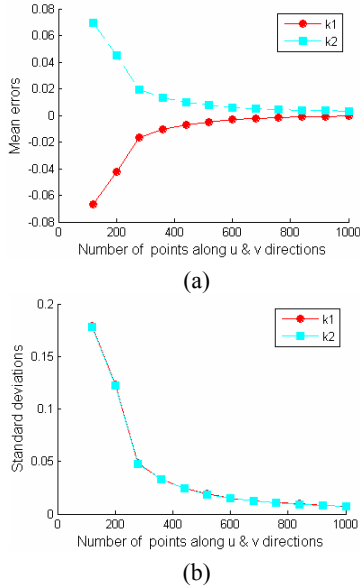 0.08
0.06
0.04
0.02
0
-0.02
-0.04
-0.06
-0.08
Mean errors
k1
k2
0 200 400 600 800 1000
Number of points along u & v directions
(a)
0.2
0.15
0.1
0.05
0
Standard deviations
k1
k2
0 200 400 600 800 1000
Number of points along u & v directions
(b)